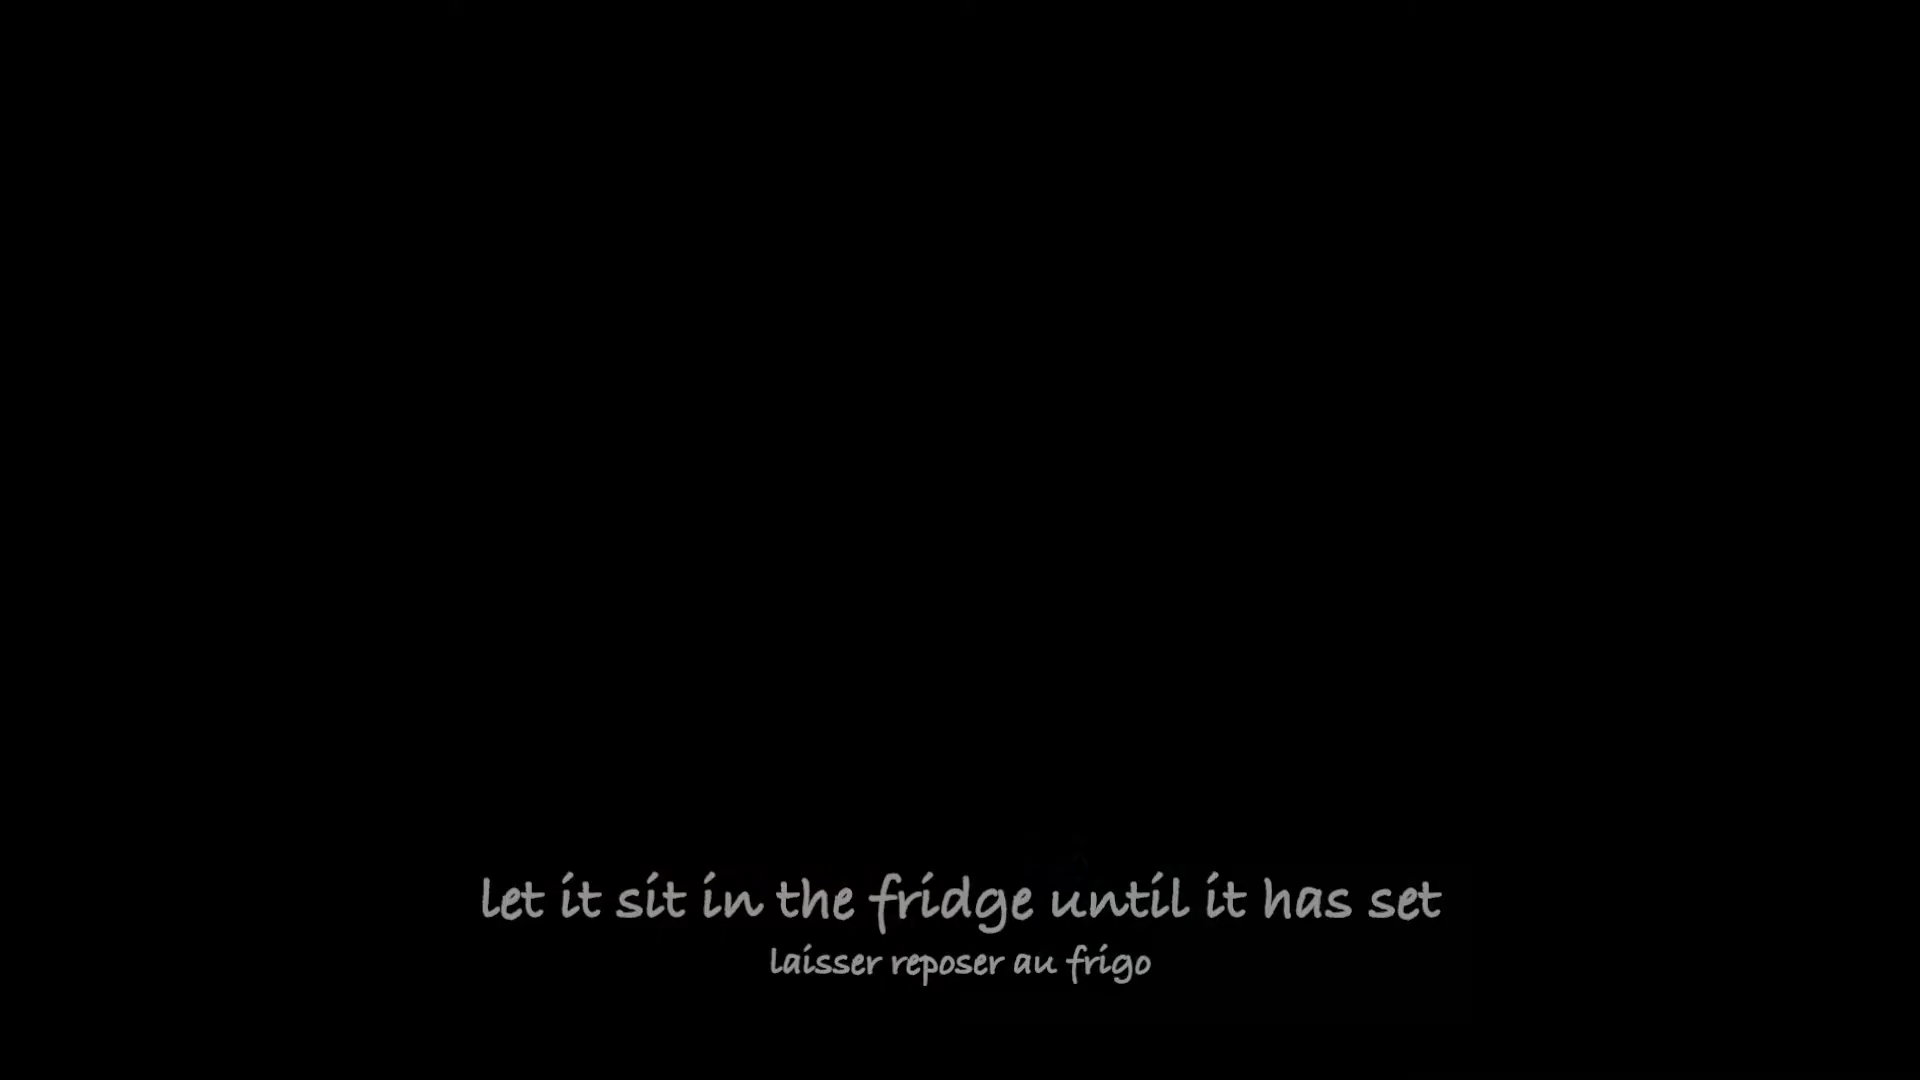 let it sit in the fridge until it has set
laisser reposer au frigo